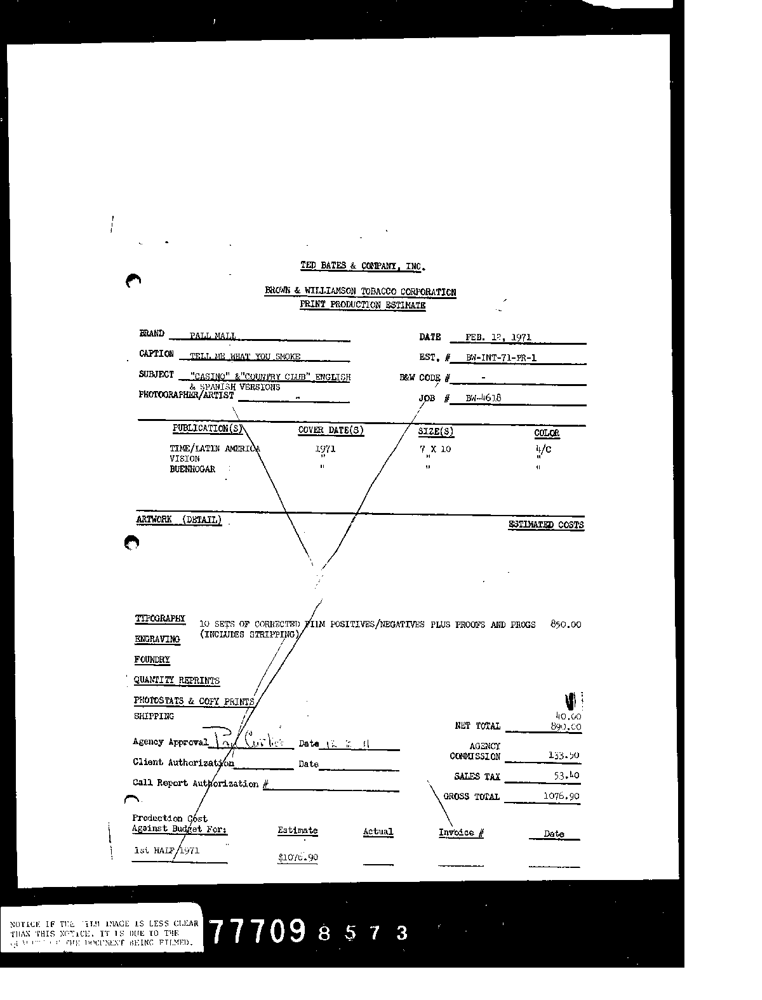 TED BATES & COMPANY, INC.
BROWN & WILLIAMSON TOBACCO CORPORATION
PRINT PRODUCTION ESTIMATE
BRAND PALL MALL DATE FEB. 12, 1971
CAPTION TELL ME WHAT YOU SMOKE EST. # BW-INT-71-PR-1
SUBJECT "CASINO" & "COUNTRY CLUB" ENGLISH B&W CODE # -
& SPANISH VERSIONS
PHOTOGRAPHER/ARTIST - JOB # BW-4618
PUBLICATION(S) COVER DATE(S) SIZE(S) COLOR
TIME/LATIN AMERICA 1971 7 X 10 4/C
VISION " " "
BUENHOGAR " " "
ARTWORK (DETAIL) ESTIMATED COSTS
TYPOGRAPHY 10 SETS OF CORRECTED FILM POSITIVES/NEGATIVES PLUS PROOFS AND PROGS 850.00
(INCLUDES STRIPPING)
ENGRAVING
FOUNDRY
QUANTITY REPRINTS
PHOTOSTATS & COPY PRINTS
SHIPPING 40.00
NET TOTAL 890.00
Agency Approval Date
AGENCY
COMMISSION 133.50
Client Authorization Date
SALES TAX 53.40
Call Report Authorization #
GROSS TOTAL 1076.90
Production Cost
Against Budget For: Estimate Actual Invoice # Date
1st HALF/1971 $1076.90
NOTICE IF THE FILM IMAGE IS LESS CLEAR
THAN THIS NOTICE, IT IS DUE TO THE
THE DOCUMENT BEING FILMED.
77709 8573